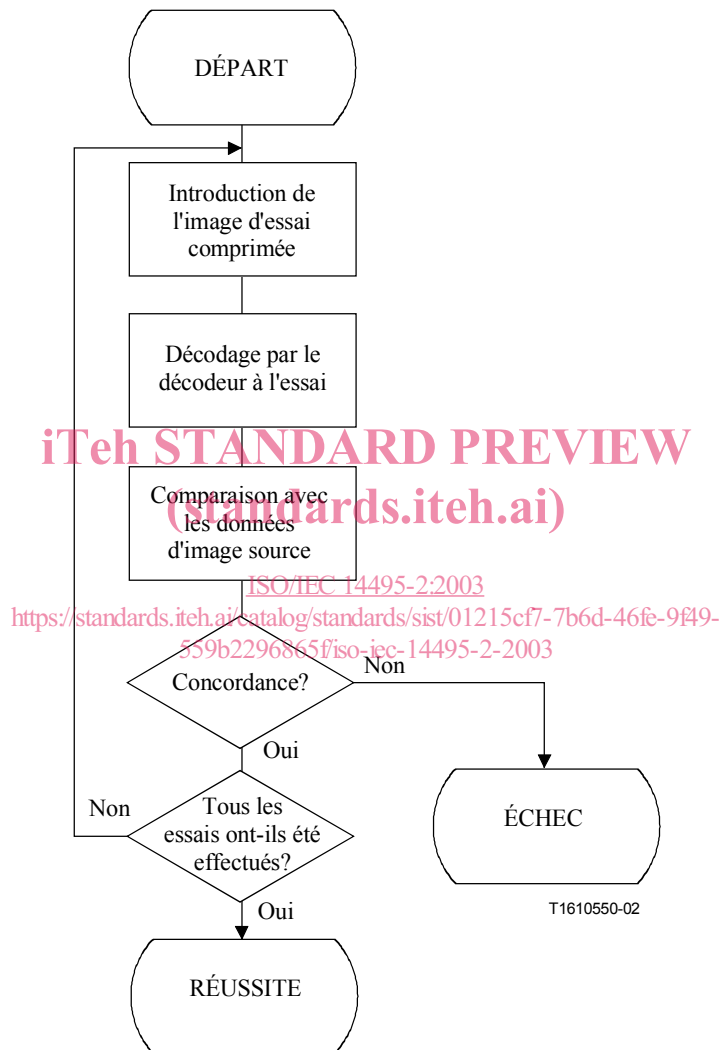 DÉPART
Introduction de
l'image d'essai
comprimée
Décodage par le
décodeur à l'essai
iTeh STANDARD PREVIEW
(standards.iteh.ai)
Comparaison avec
les données
d'image source
ISO/IEC 14495-2:2003
https://standards.iteh.ai/catalog/standards/sist/01215cf7-7b6d-46fe-9f49-
559b2296865f/iso-iec-14495-2-2003
Concordance?
Non
Oui
Non
Tous les
essais ont-ils été
effectués?
ÉCHEC
Oui
T1610550-02
RÉUSSITE